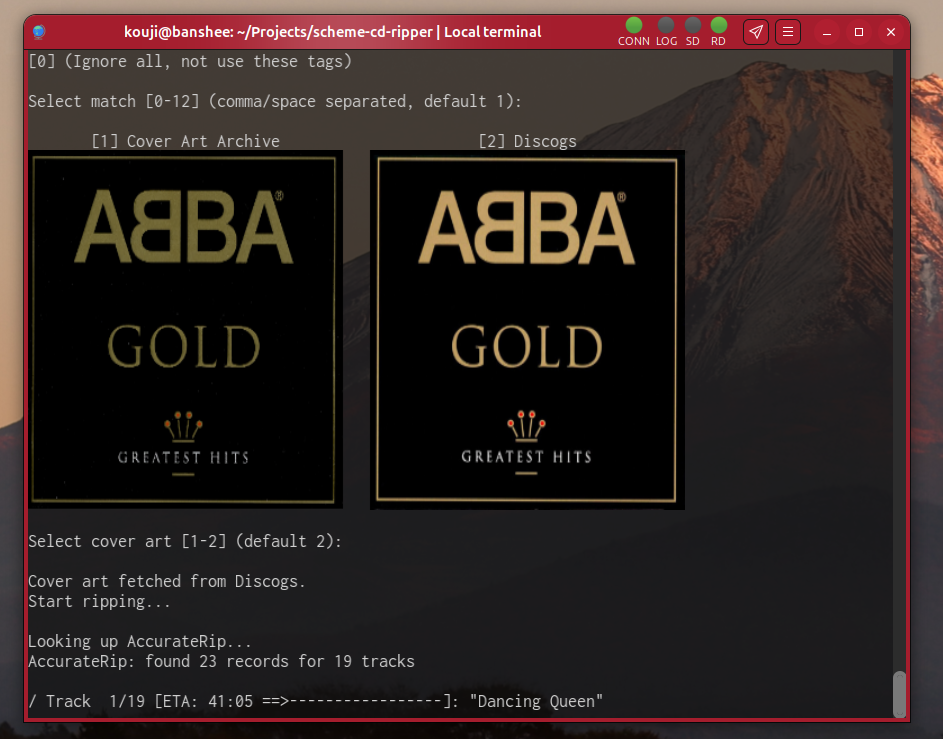 kouji@banshee: ~/Projects/scheme-cd-ripper | Local terminal
CONN LOG SD RD
[0] (Ignore all, not use these tags)
Select match [0-12] (comma/space separated, default 1):
[1] Cover Art Archive
[2] Discogs
ABBA®
GOLD
GREATEST HITS
ABBA®
GOLD
GREATEST HITS
Select cover art [1-2] (default 2):
Cover art fetched from Discogs.
Start ripping...
Looking up AccurateRip...
AccurateRip: found 23 records for 19 tracks
/ Track  1/19 [ETA: 41:05 ==>-----------------]: "Dancing Queen"